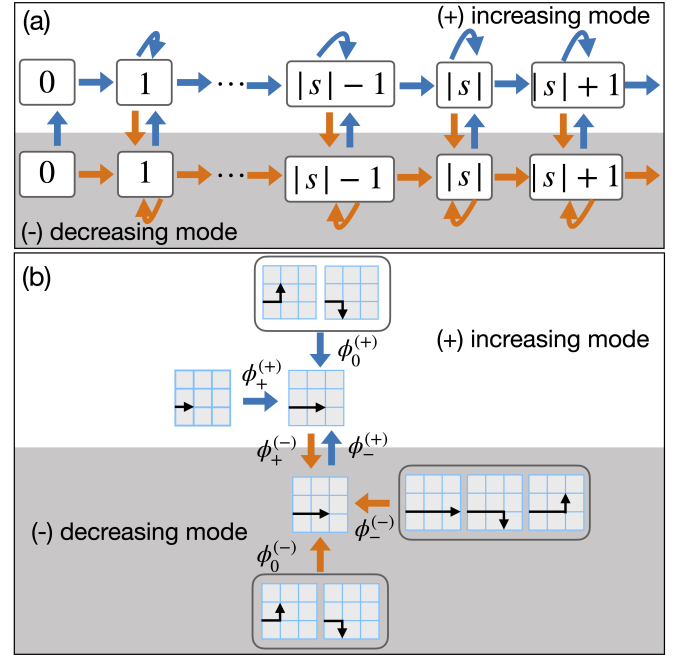 (a)
(+) increasing mode
0 1 ⋯ |s| − 1 |s| |s| + 1
0 1 ⋯ |s| − 1 |s| |s| + 1
(-) decreasing mode
(b)
(+) increasing mode
ϕ₀⁽⁺⁾
ϕ₊⁽⁺⁾
ϕ₊⁽⁻⁾ ϕ₋⁽⁺⁾
(-) decreasing mode
ϕ₋⁽⁻⁾
ϕ₀⁽⁻⁾